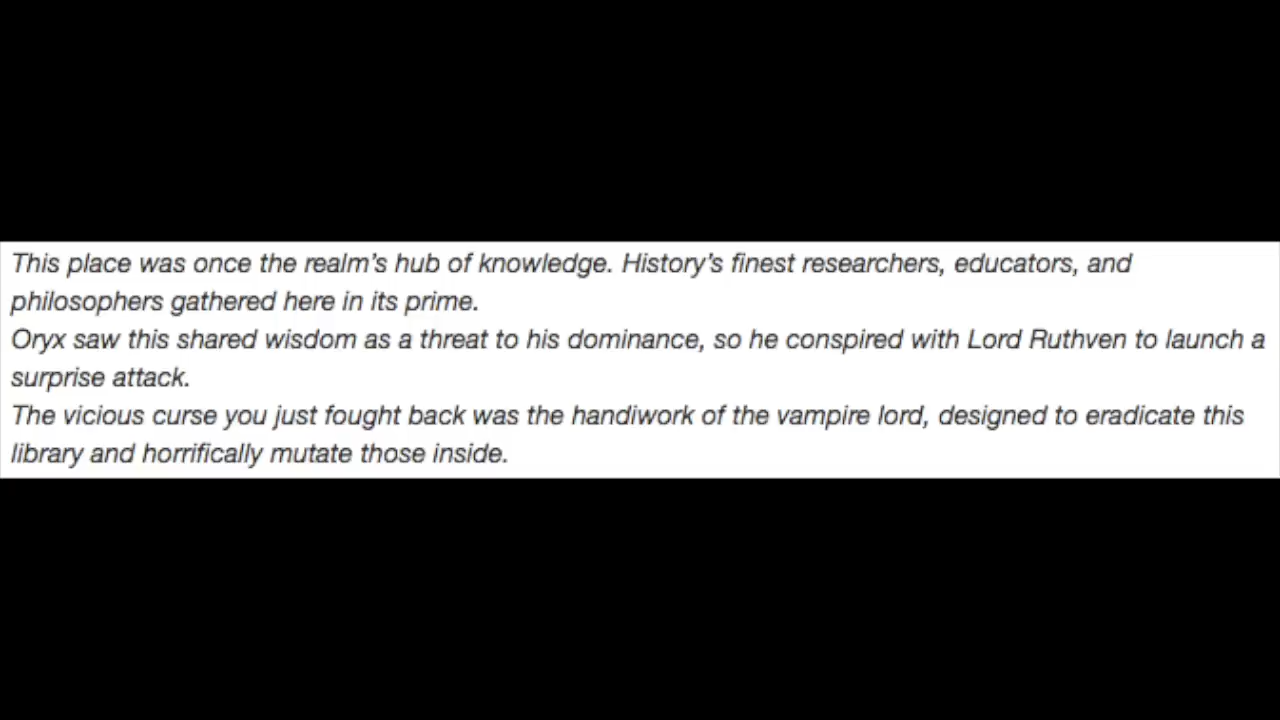 This place was once the realm’s hub of knowledge. History’s finest researchers, educators, and
philosophers gathered here in its prime.
Oryx saw this shared wisdom as a threat to his dominance, so he conspired with Lord Ruthven to launch a
surprise attack.
The vicious curse you just fought back was the handiwork of the vampire lord, designed to eradicate this
library and horrifically mutate those inside.